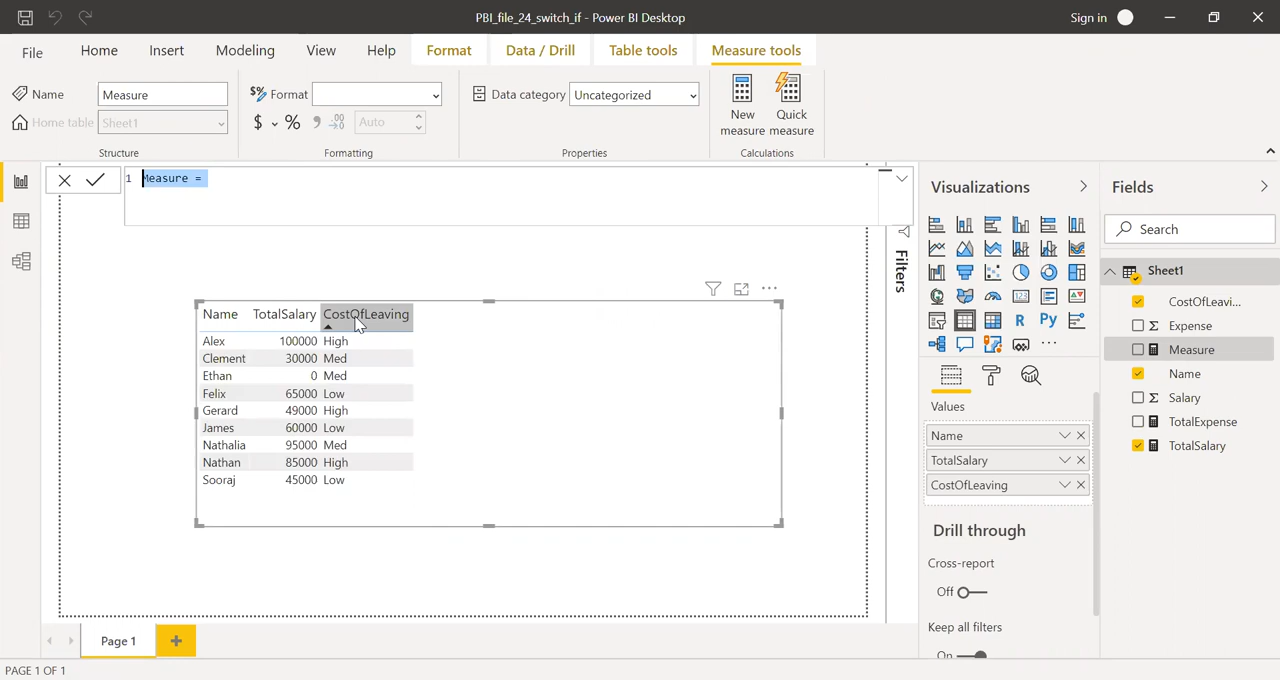 PBI_file_24_switch_if - Power BI Desktop
Sign in
File
Home
Insert
Modeling
View
Help
Format
Data / Drill
Table tools
Measure tools
Name
Measure
Home table
Sheet1
Structure
$% Format
$ % 9 .00 Auto
Formatting
Data category
Uncategorized
Properties
New measure
Quick measure
Calculations
1 Measure =
Filters
Name TotalSalary CostOfLeaving
Alex 100000 High
Clement 30000 Med
Ethan 0 Med
Felix 65000 Low
Gerard 49000 High
James 60000 Low
Nathalia 95000 Med
Nathan 85000 High
Sooraj 45000 Low
Visualizations
R
Py
Values
Name
TotalSalary
CostOfLeaving
Drill through
Cross-report
Off
Keep all filters
On
Fields
Search
Sheet1
CostOfLeavi...
Σ Expense
Measure
Name
Σ Salary
TotalExpense
TotalSalary
Page 1
PAGE 1 OF 1